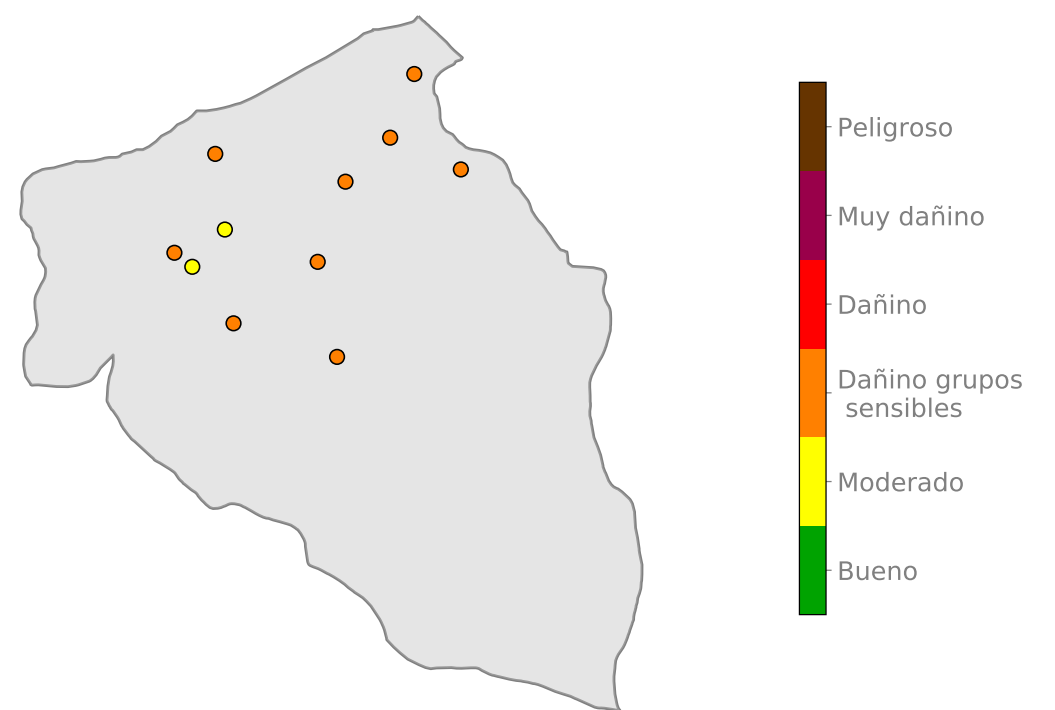 Peligroso
Muy dañino
Dañino
Dañino grupos
sensibles
Moderado
Bueno